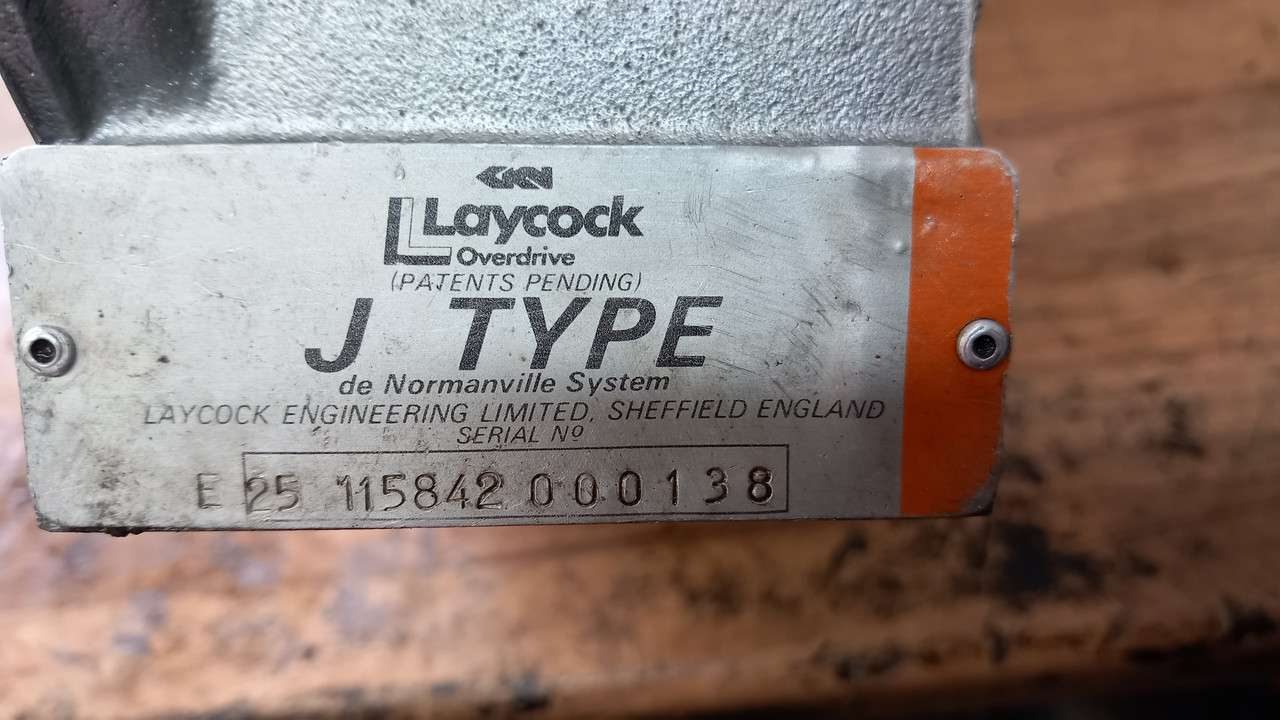 GKN
Laycock
Overdrive
(PATENTS PENDING)
J TYPE
de Normanville System
LAYCOCK ENGINEERING LIMITED, SHEFFIELD ENGLAND
SERIAL Nº
E 25 115842 000138